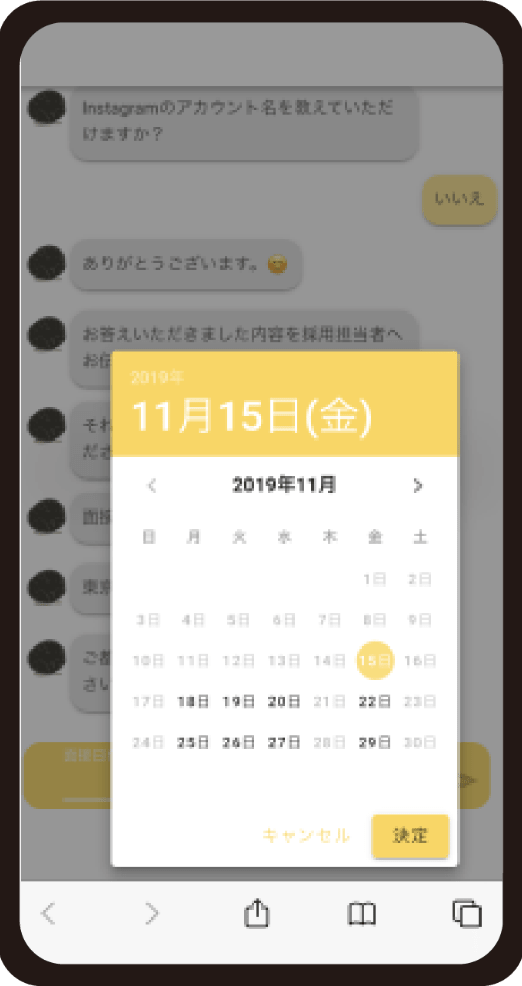 Instagramのアカウント名を教えていただ
けますか？
いいえ
ありがとうございます。😊
お答えいただきました内容を採用担当者へ
お伝
それ
ださ
面接
東京
ご都
さい
2019年
11月15日(金)
2019年11月
日 月 火 水 木 金 土
1日 2日
3日 4日 5日 6日 7日 8日 9日
10日 11日 12日 13日 14日 15日 16日
17日 18日 19日 20日 21日 22日 23日
24日 25日 26日 27日 28日 29日 30日
キャンセル 決定